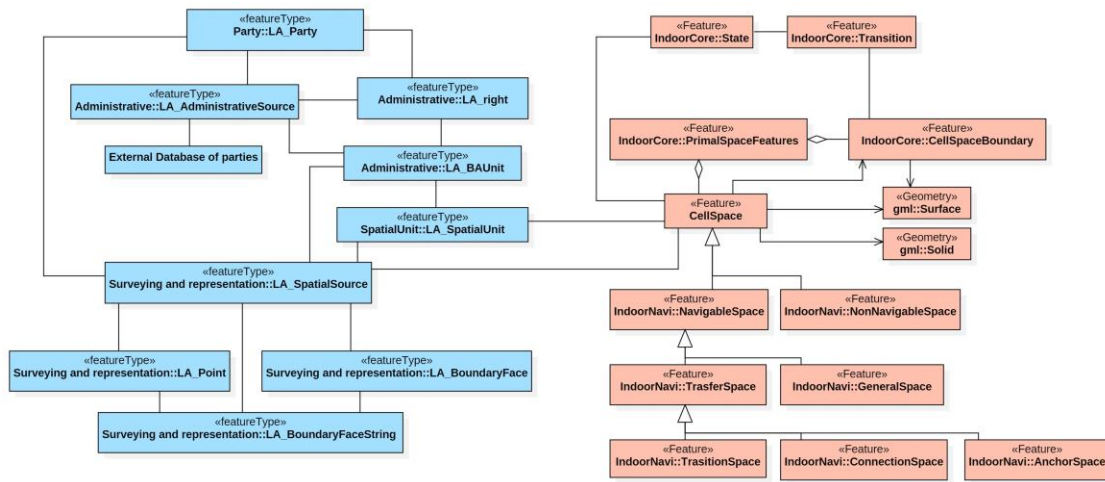 «featureType»
Party::LA_Party
«featureType»
Administrative::LA_AdministrativeSource
«featureType»
Administrative::LA_right
External Database of parties
«featureType»
Administrative::LA_BAUnit
«featureType»
SpatialUnit::LA_SpatialUnit
«featureType»
Surveying and representation::LA_SpatialSource
«featureType»
Surveying and representation::LA_Point
«featureType»
Surveying and representation::LA_BoundaryFace
«featureType»
Surveying and representation::LA_BoundaryFaceString
«Feature»
IndoorCore::State
«Feature»
IndoorCore::Transition
«Feature»
IndoorCore::PrimalSpaceFeatures
«Feature»
IndoorCore::CellSpaceBoundary
«Feature»
CellSpace
«Geometry»
gml::Surface
«Geometry»
gml::Solid
«Feature»
IndoorNavi::NavigableSpace
«Feature»
IndoorNavi::NonNavigableSpace
«Feature»
IndoorNavi::TrasferSpace
«Feature»
IndoorNavi::GeneralSpace
«Feature»
IndoorNavi::TrasitionSpace
«Feature»
IndoorNavi::ConnectionSpace
«Feature»
IndoorNavi::AnchorSpace